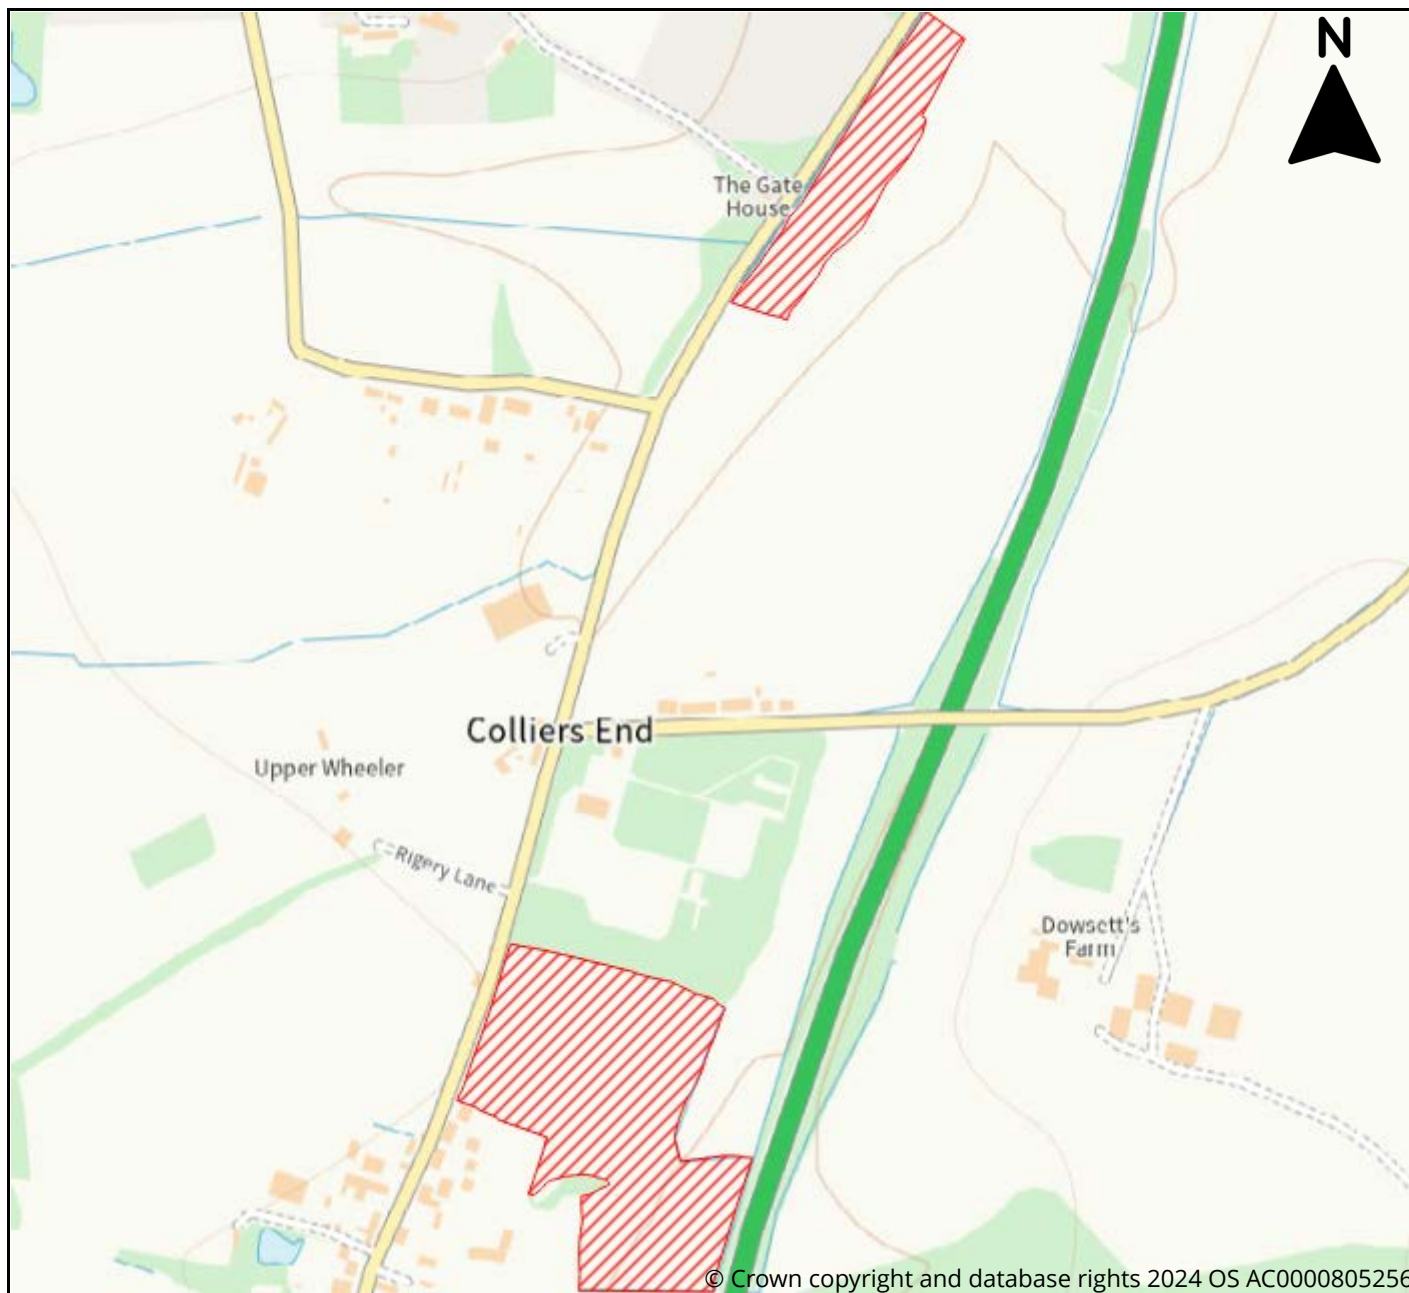 N
The Gate
House
Colliers End
Upper Wheeler
Rigery Lane
Dowsett's
Farm
© Crown copyright and database rights 2024 OS AC0000805256